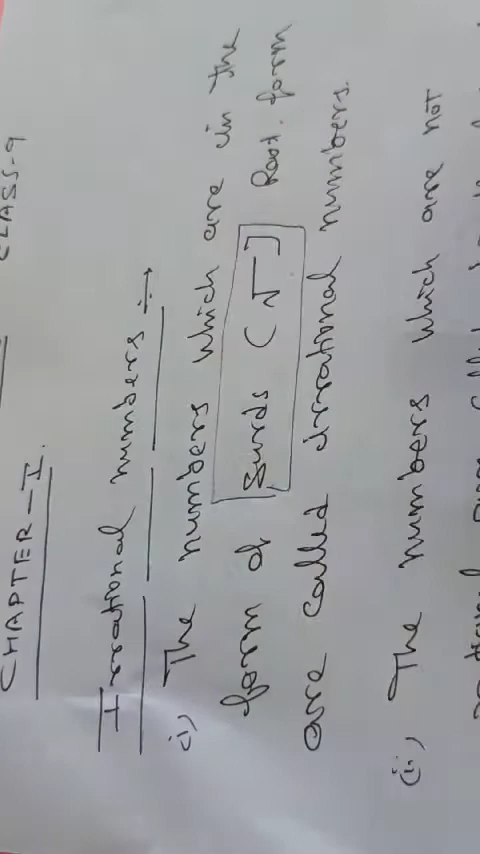 CLASS-9
CHAPTER-I.
Irrational numbers ÷→
(i) The numbers which are in the
form of Surds (√] Root form
are called irrational numbers.
(ii) The numbers which are not